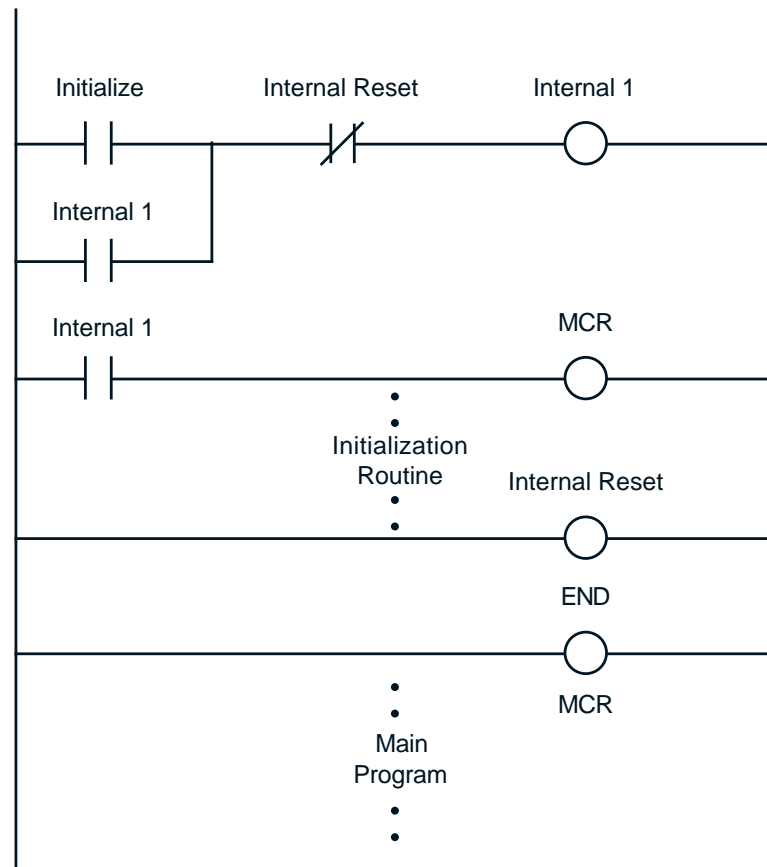 Initialize Internal Reset Internal 1
Internal 1
Internal 1 MCR
Initialization
Routine
Internal Reset
END
MCR
Main
Program